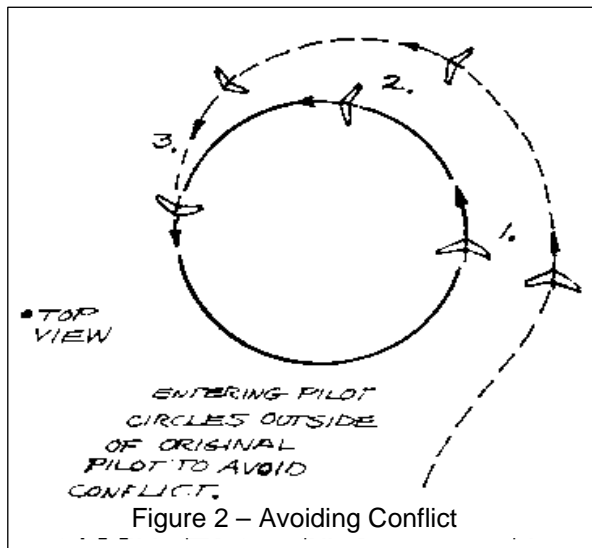 2.
3.
1.
• TOP
VIEW
ENTERING PILOT
CIRCLES OUTSIDE
OF ORIGINAL
PILOT TO AVOID
CONFLICT.
Figure 2 – Avoiding Conflict